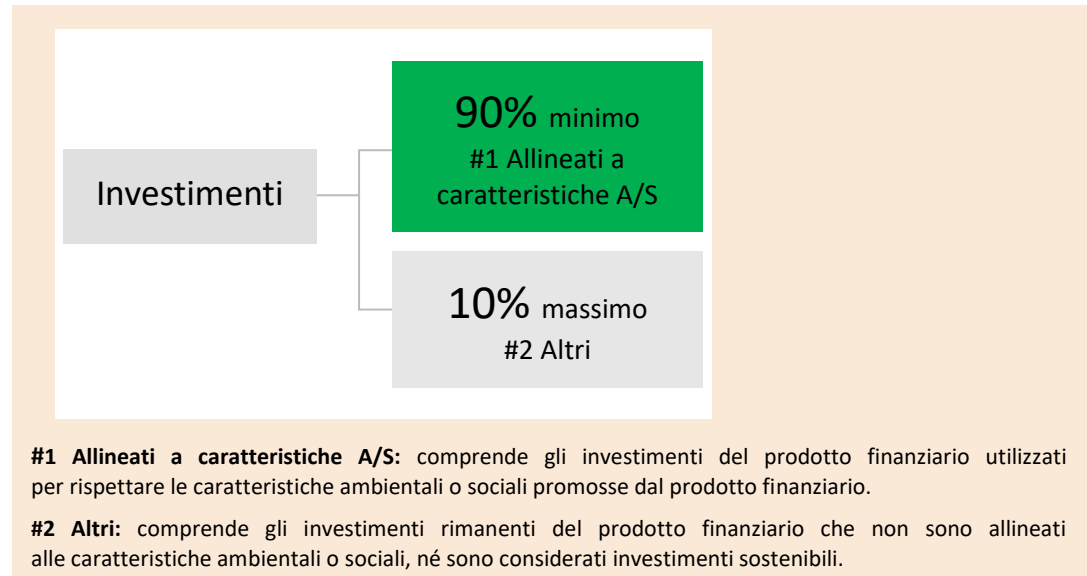 90% minimo
#1 Allineati a
caratteristiche A/S
Investimenti
10% massimo
#2 Altri
#1 Allineati a caratteristiche A/S: comprende gli investimenti del prodotto finanziario utilizzati
per rispettare le caratteristiche ambientali o sociali promosse dal prodotto finanziario.
#2 Altri: comprende gli investimenti rimanenti del prodotto finanziario che non sono allineati
alle caratteristiche ambientali o sociali, né sono considerati investimenti sostenibili.